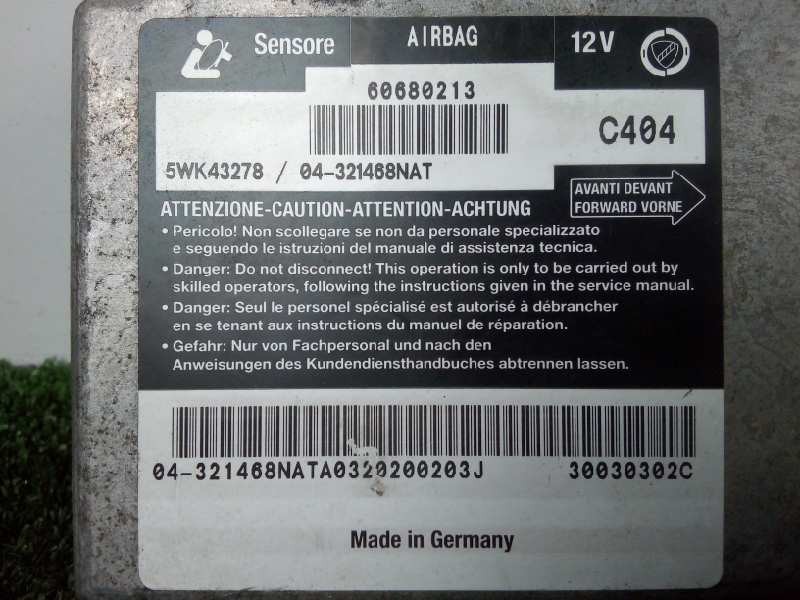 Sensore
AIRBAG
12V
60680213
C404
5WK43278 / 04-321468NAT
AVANTI DEVANT
FORWARD VORNE
ATTENZIONE-CAUTION-ATTENTION-ACHTUNG
• Pericolo! Non scollegare se non da personale specializzato
e seguendo le istruzioni del manuale di assistenza tecnica.
• Danger: Do not disconnect! This operation is only to be carried out by
skilled operators, following the instructions given in the service manual.
• Danger: Seul le personel spécialisé est autorisé à débrancher
en se tenant aux instructions du manuel de réparation.
• Gefahr: Nur von Fachpersonal und nach den
Anweisungen des Kundendiensthandbuches abtrennen lassen.
04-321468NATA0320200203J
30030302C
Made in Germany